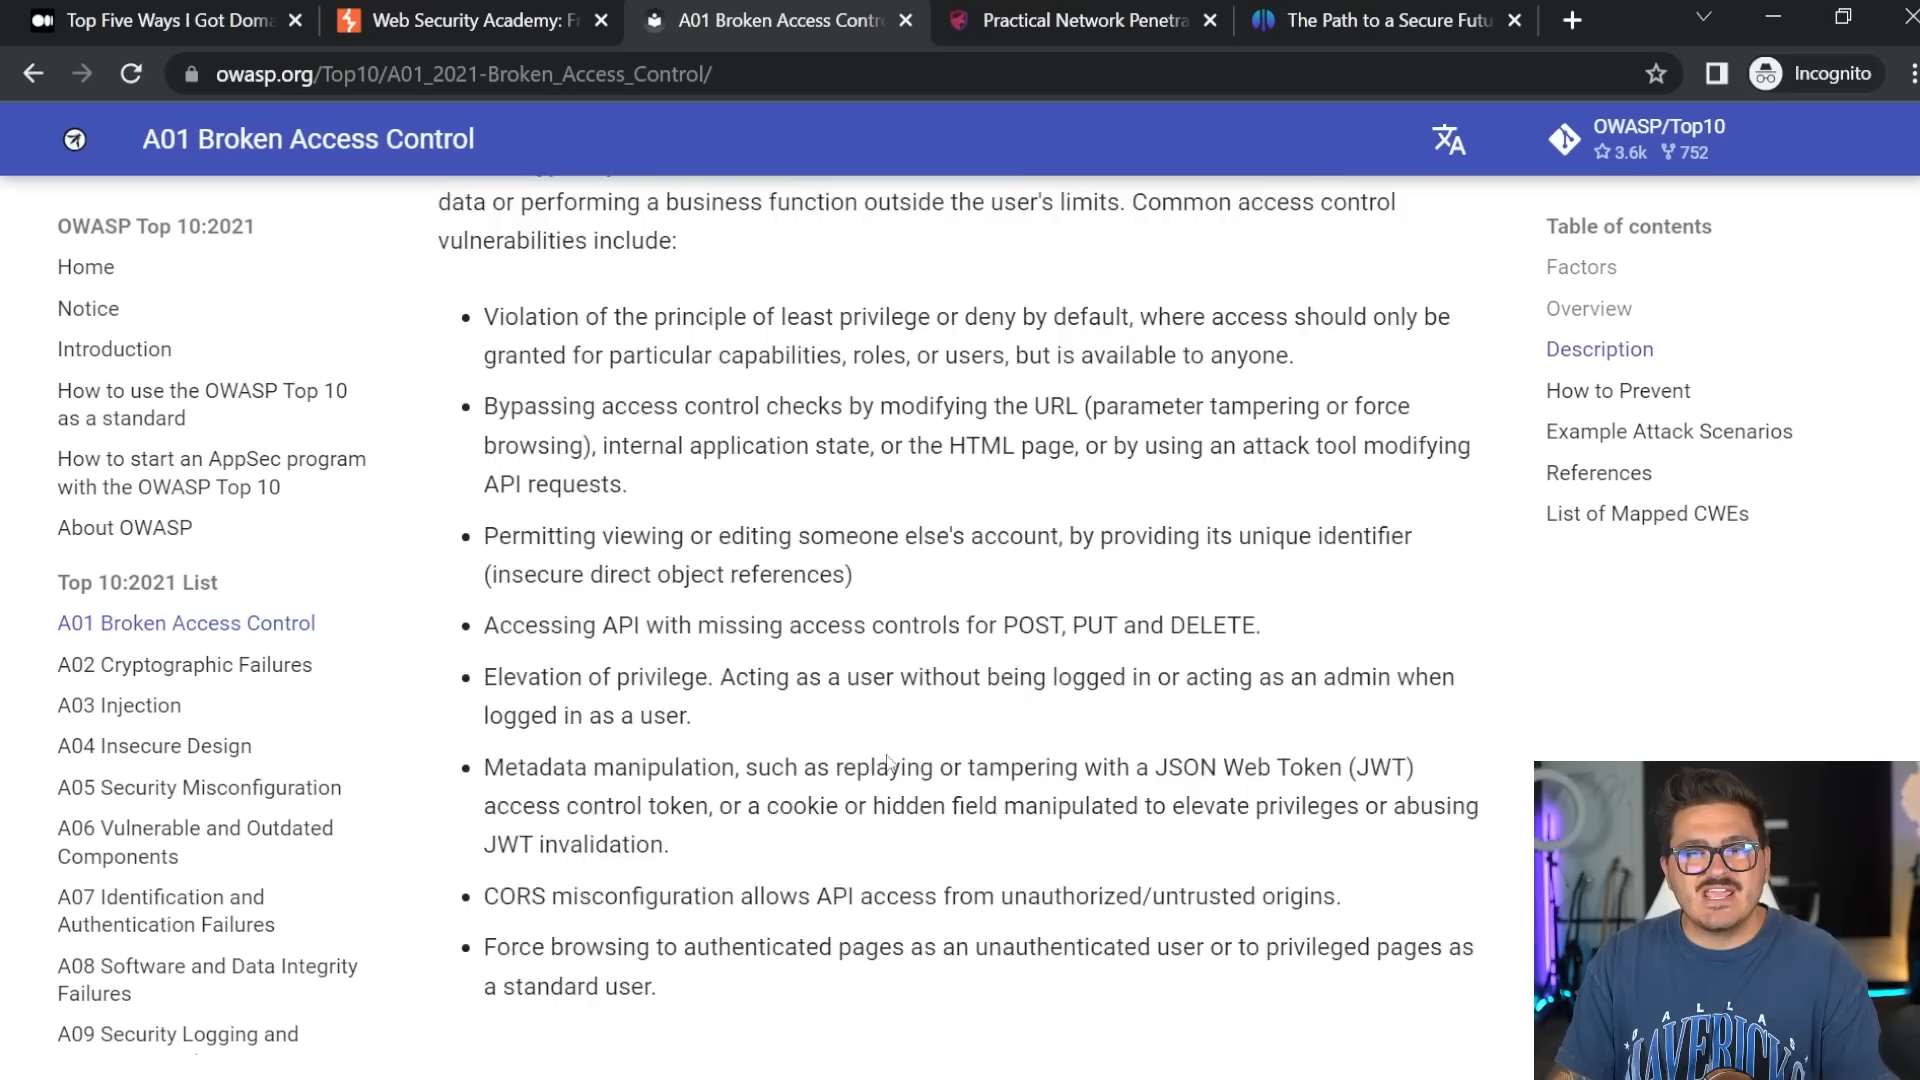 Top Five Ways I Got Doma
Web Security Academy: Fr
A01 Broken Access Contro
Practical Network Penetra
The Path to a Secure Futu
owasp.org/Top10/A01_2021-Broken_Access_Control/
Incognito
A01 Broken Access Control
OWASP/Top10
3.6k 752
OWASP Top 10:2021
Home
Notice
Introduction
How to use the OWASP Top 10
as a standard
How to start an AppSec program
with the OWASP Top 10
About OWASP
Top 10:2021 List
A01 Broken Access Control
A02 Cryptographic Failures
A03 Injection
A04 Insecure Design
A05 Security Misconfiguration
A06 Vulnerable and Outdated
Components
A07 Identification and
Authentication Failures
A08 Software and Data Integrity
Failures
A09 Security Logging and
data or performing a business function outside the user's limits. Common access control
vulnerabilities include:
• Violation of the principle of least privilege or deny by default, where access should only be
granted for particular capabilities, roles, or users, but is available to anyone.
• Bypassing access control checks by modifying the URL (parameter tampering or force
browsing), internal application state, or the HTML page, or by using an attack tool modifying
API requests.
• Permitting viewing or editing someone else's account, by providing its unique identifier
(insecure direct object references)
• Accessing API with missing access controls for POST, PUT and DELETE.
• Elevation of privilege. Acting as a user without being logged in or acting as an admin when
logged in as a user.
• Metadata manipulation, such as replaying or tampering with a JSON Web Token (JWT)
access control token, or a cookie or hidden field manipulated to elevate privileges or abusing
JWT invalidation.
• CORS misconfiguration allows API access from unauthorized/untrusted origins.
• Force browsing to authenticated pages as an unauthenticated user or to privileged pages as
a standard user.
Table of contents
Factors
Overview
Description
How to Prevent
Example Attack Scenarios
References
List of Mapped CWEs
DALLA
MAVERICKS